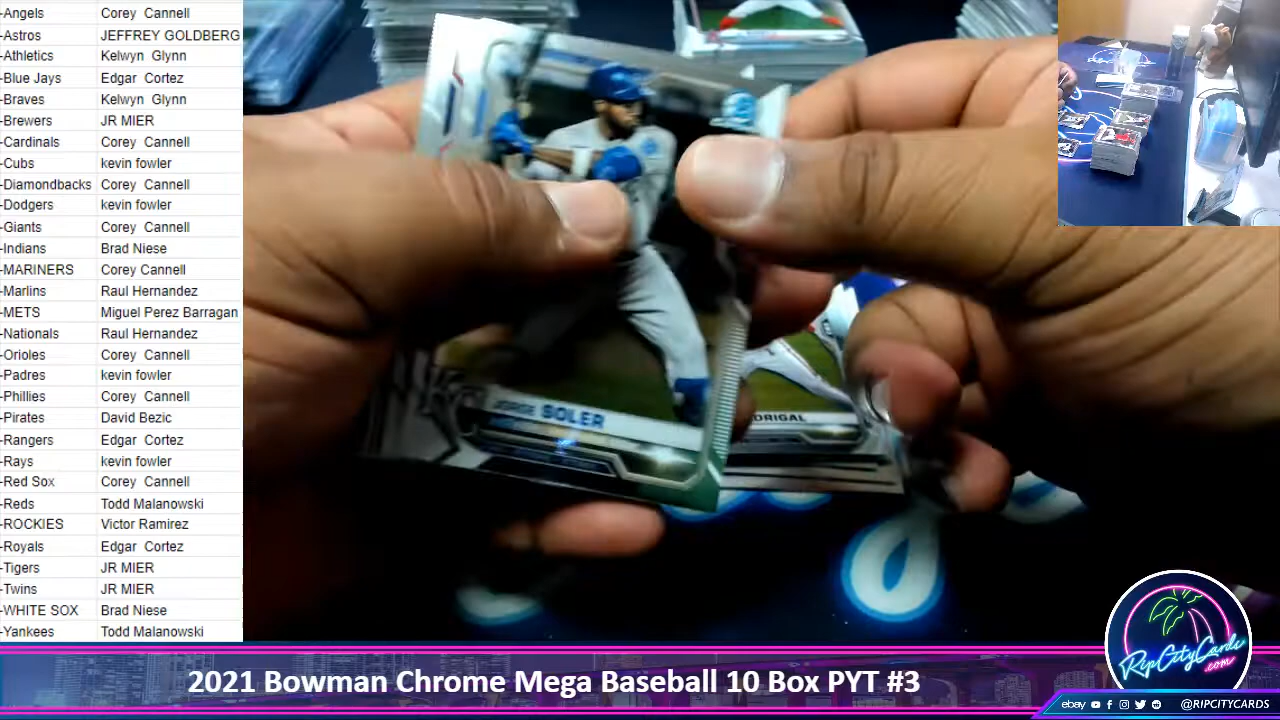 -Angels Corey Cannell
-Astros JEFFREY GOLDBERG
-Athletics Kelwyn Glynn
-Blue Jays Edgar Cortez
-Braves Kelwyn Glynn
-Brewers JR MIER
-Cardinals Corey Cannell
-Cubs kevin fowler
-Diamondbacks Corey Cannell
-Dodgers kevin fowler
-Giants Corey Cannell
-Indians Brad Niese
-MARINERS Corey Cannell
-Marlins Raul Hernandez
-METS Miguel Perez Barragan
-Nationals Raul Hernandez
-Orioles Corey Cannell
-Padres kevin fowler
-Phillies Corey Cannell
-Pirates David Bezic
-Rangers Edgar Cortez
-Rays kevin fowler
-Red Sox Corey Cannell
-Reds Todd Malanowski
-ROCKIES Victor Ramirez
-Royals Edgar Cortez
-Tigers JR MIER
-Twins JR MIER
-WHITE SOX Brad Niese
-Yankees Todd Malanowski
JORGE SOLER
DRIGAL
2021 Bowman Chrome Mega Baseball 10 Box PYT #3
RipCityCards
.com
ebay @RIPCITYCARDS